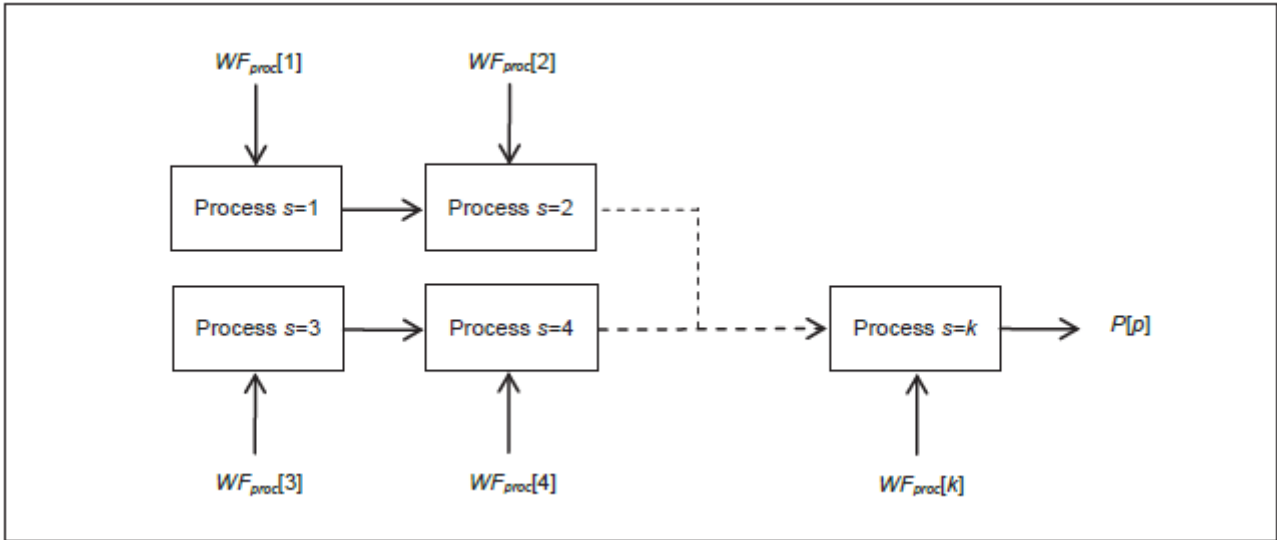 WFproc[1]
WFproc[2]
Process s=1
Process s=2
Process s=3
Process s=4
Process s=k
P[p]
WFproc[3]
WFproc[4]
WFproc[k]